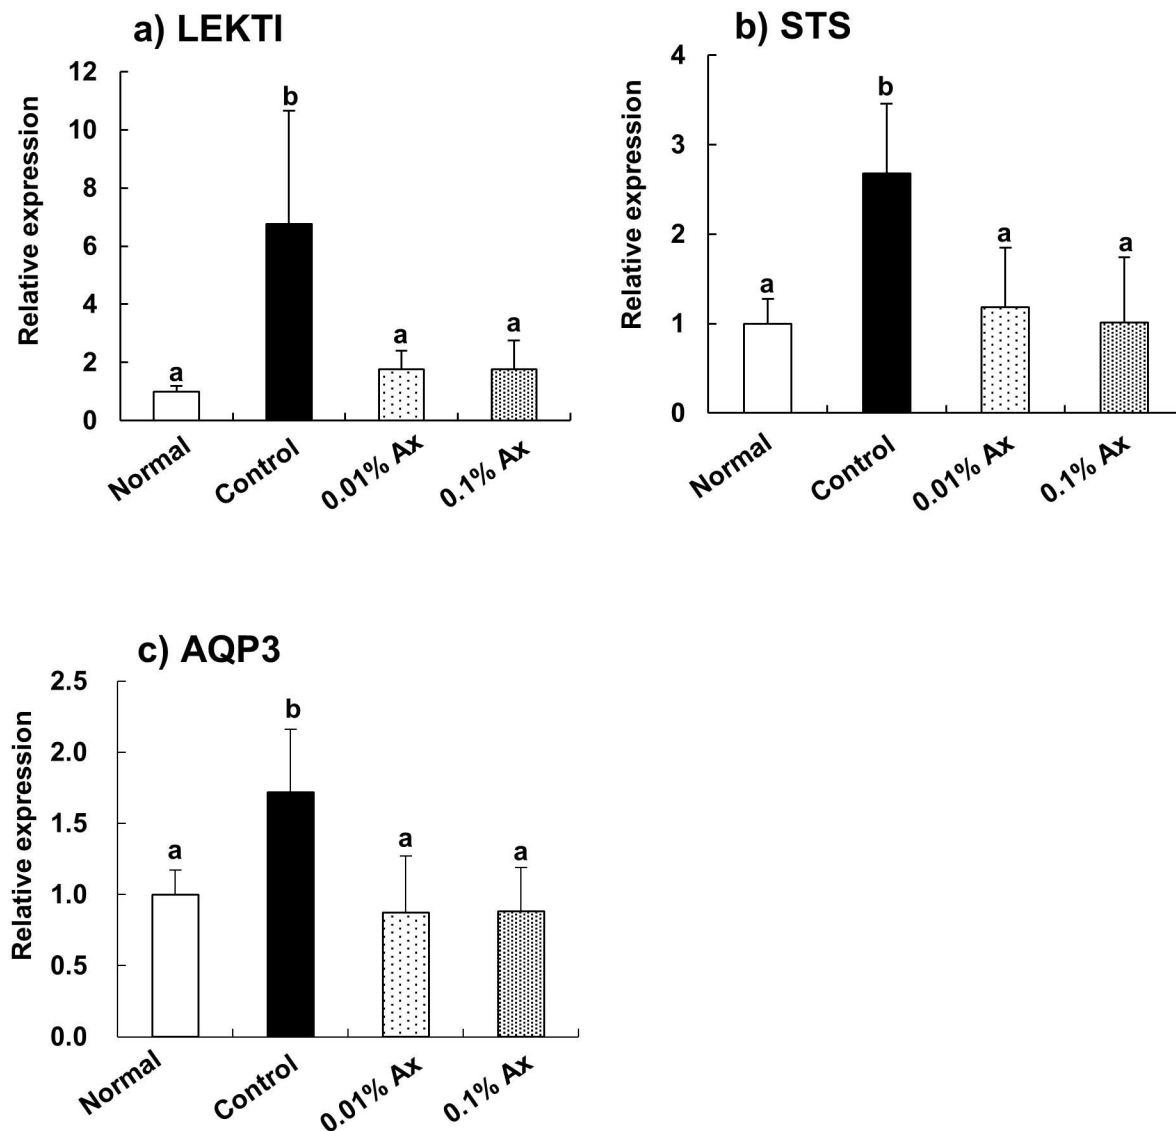 a) LEKTI
Relative expression
12
10
8
6
4
2
0
a
b
a
a
Normal
Control
0.01% Ax
0.1% Ax
b) STS
Relative expression
4
3
2
1
0
a
b
a
a
Normal
Control
0.01% Ax
0.1% Ax
c) AQP3
Relative expression
2.5
2.0
1.5
1.0
0.5
0.0
a
b
a
a
Normal
Control
0.01% Ax
0.1% Ax